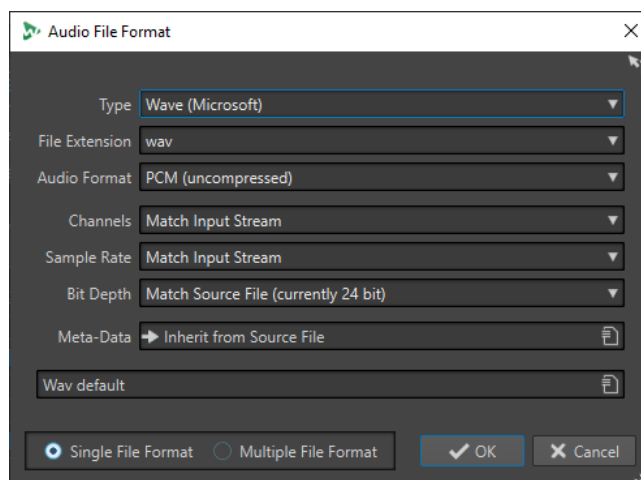 Audio File Format
Type Wave (Microsoft)
File Extension wav
Audio Format PCM (uncompressed)
Channels Match Input Stream
Sample Rate Match Input Stream
Bit Depth Match Source File (currently 24 bit)
Meta-Data Inherit from Source File
Wav default
Single File Format Multiple File Format OK Cancel